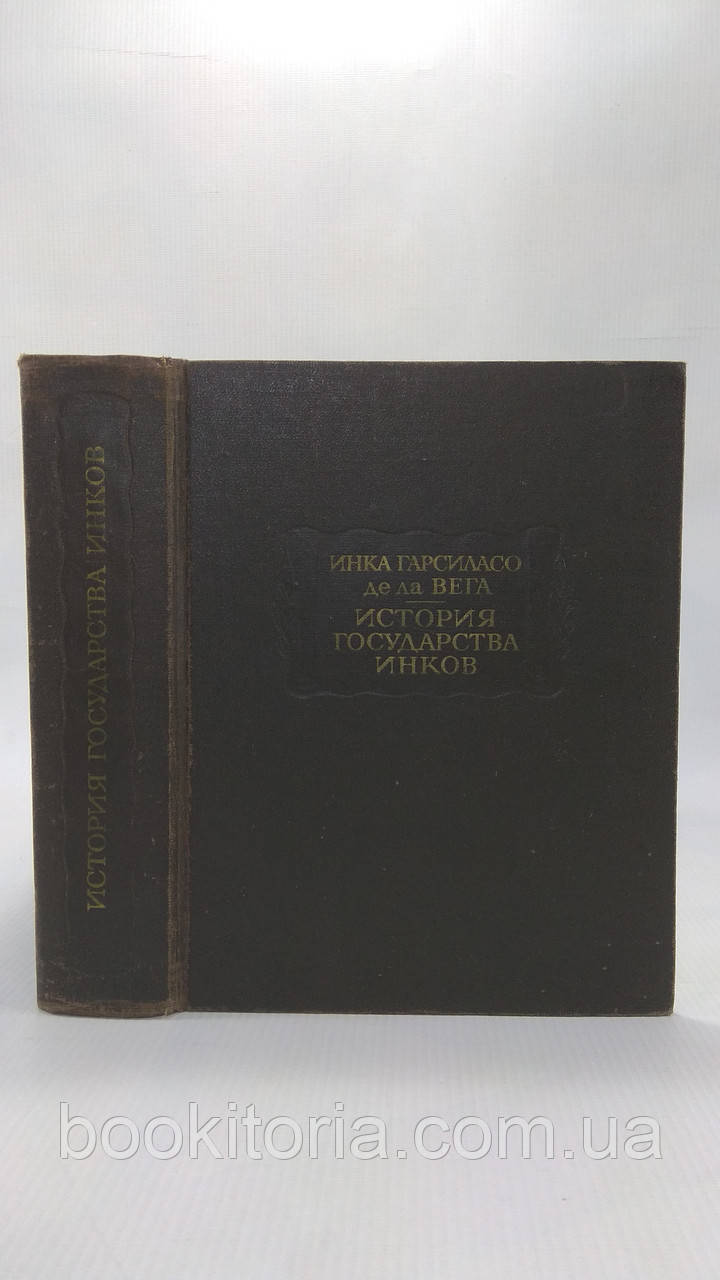 ИСТОРИЯ ГОСУДАРСТВА ИНКОВ
ИНКА ГАРСИЛАСО
де ла ВЕГА
ИСТОРИЯ
ГОСУДАРСТВА
ИНКОВ
bookitoria.com.ua